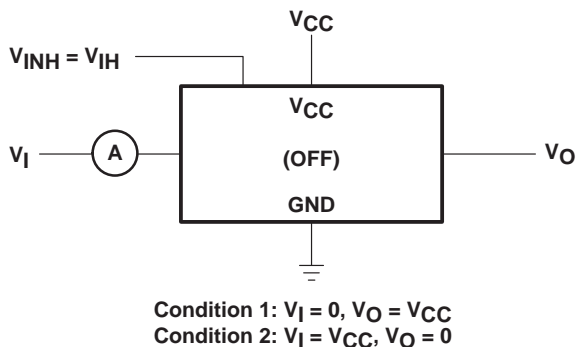 VCC
VINH = VIH
VCC
VI
A
(OFF)
VO
GND
Condition 1: VI = 0, VO = VCC
Condition 2: VI = VCC, VO = 0